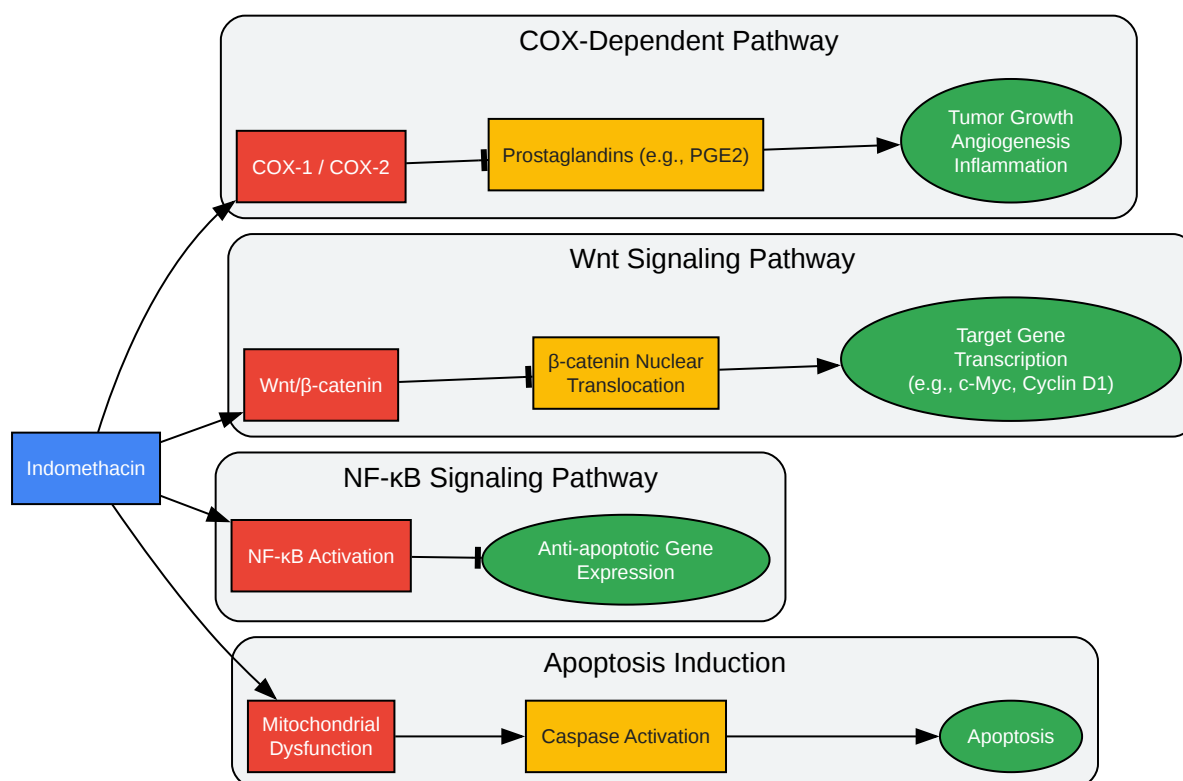 COX-Dependent Pathway
COX-1 / COX-2
Prostaglandins (e.g., PGE2)
Tumor Growth
Angiogenesis
Inflammation
Wnt Signaling Pathway
Wnt/β-catenin
β-catenin Nuclear
Translocation
Target Gene
Transcription
(e.g., c-Myc, Cyclin D1)
Indomethacin
NF-κB Signaling Pathway
NF-κB Activation
Anti-apoptotic Gene
Expression
Apoptosis Induction
Mitochondrial
Dysfunction
Caspase Activation
Apoptosis